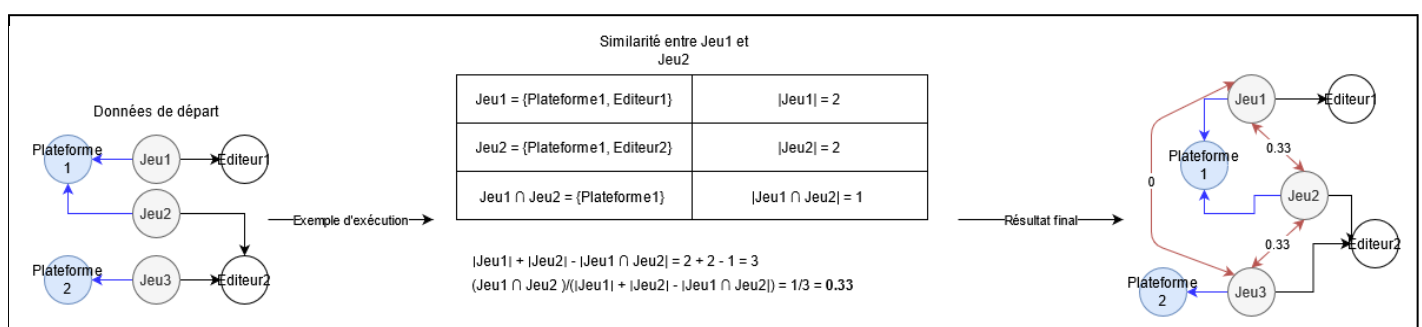 Données de départ
Plateforme
1
Jeu1
Editeur1
Jeu2
Plateforme
2
Jeu3
Editeur2
Exemple d'exécution
Similarité entre Jeu1 et
Jeu2
Jeu1 = {Plateforme1, Editeur1}
|Jeu1| = 2
Jeu2 = {Plateforme1, Editeur2}
|Jeu2| = 2
Jeu1 ∩ Jeu2 = {Plateforme1}
|Jeu1 ∩ Jeu2| = 1
|Jeu1| + |Jeu2| - |Jeu1 ∩ Jeu2| = 2 + 2 - 1 = 3
(Jeu1 ∩ Jeu2 )/(|Jeu1| + |Jeu2| - |Jeu1 ∩ Jeu2|) = 1/3 = 0.33
Résultat final
Jeu1
Editeur1
0.33
Plateforme
1
0
Jeu2
0.33
Editeur2
Plateforme
2
Jeu3